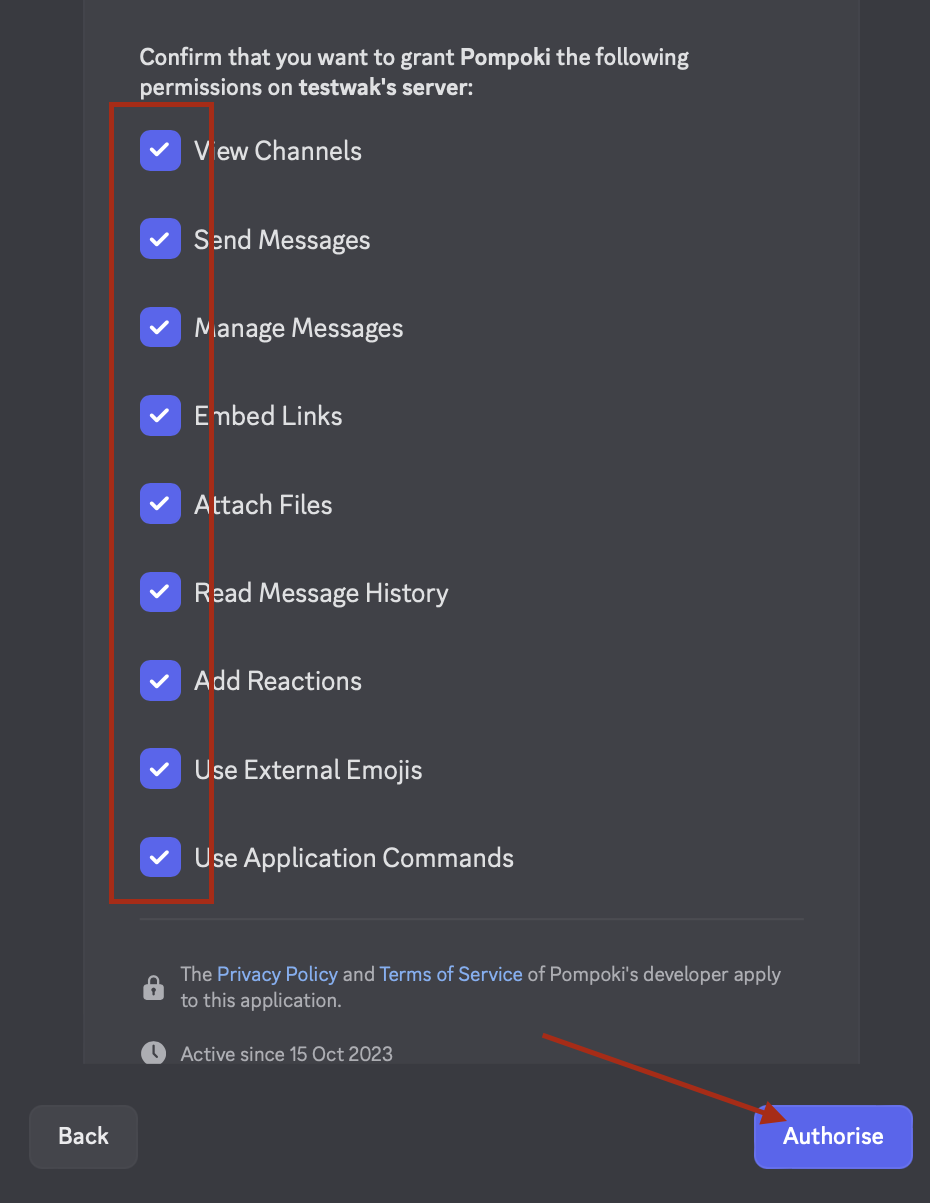 Confirm that you want to grant Pompoki the following
permissions on testwak's server:
View Channels
Send Messages
Manage Messages
Embed Links
Attach Files
Read Message History
Add Reactions
Use External Emojis
Use Application Commands
The Privacy Policy and Terms of Service of Pompoki's developer apply
to this application.
Active since 15 Oct 2023
Back
Authorise